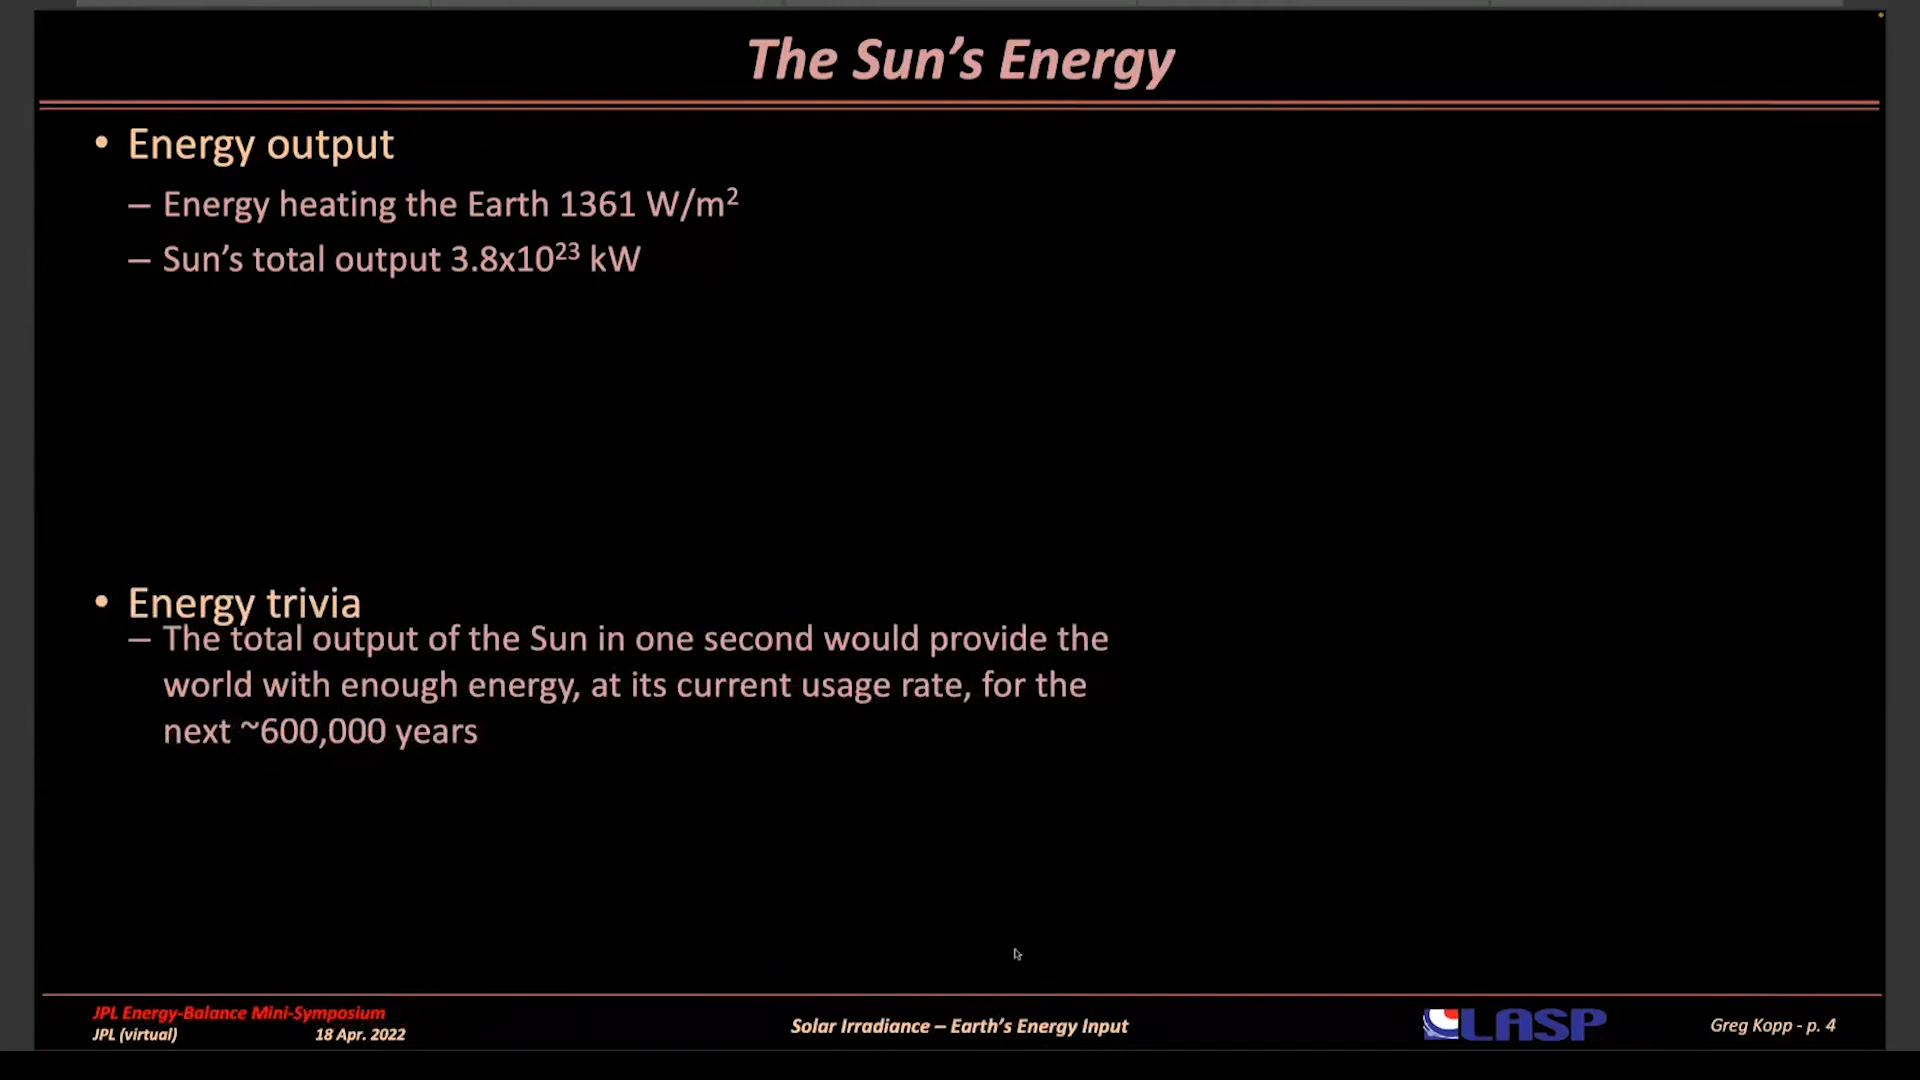 The Sun’s Energy
• Energy output
– Energy heating the Earth 1361 W/m²
– Sun’s total output 3.8x10²³ kW
• Energy trivia
– The total output of the Sun in one second would provide the
world with enough energy, at its current usage rate, for the
next ~600,000 years
JPL Energy-Balance Mini-Symposium
JPL (virtual) 18 Apr. 2022
Solar Irradiance – Earth’s Energy Input
LASP
Greg Kopp - p. 4